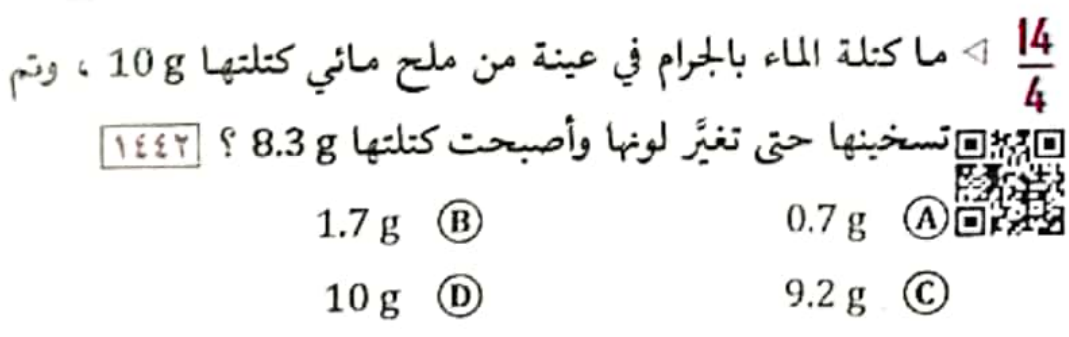 14/4 ◁ ما كتلة الماء بالجرام في عينة من ملح مائي كتلتها 10 g ، وتم
تسخينها حتى تغيَّر لونها وأصبحت كتلتها 8.3 g ؟ ١٤٤٢
A 0.7 g B 1.7 g
C 9.2 g D 10 g